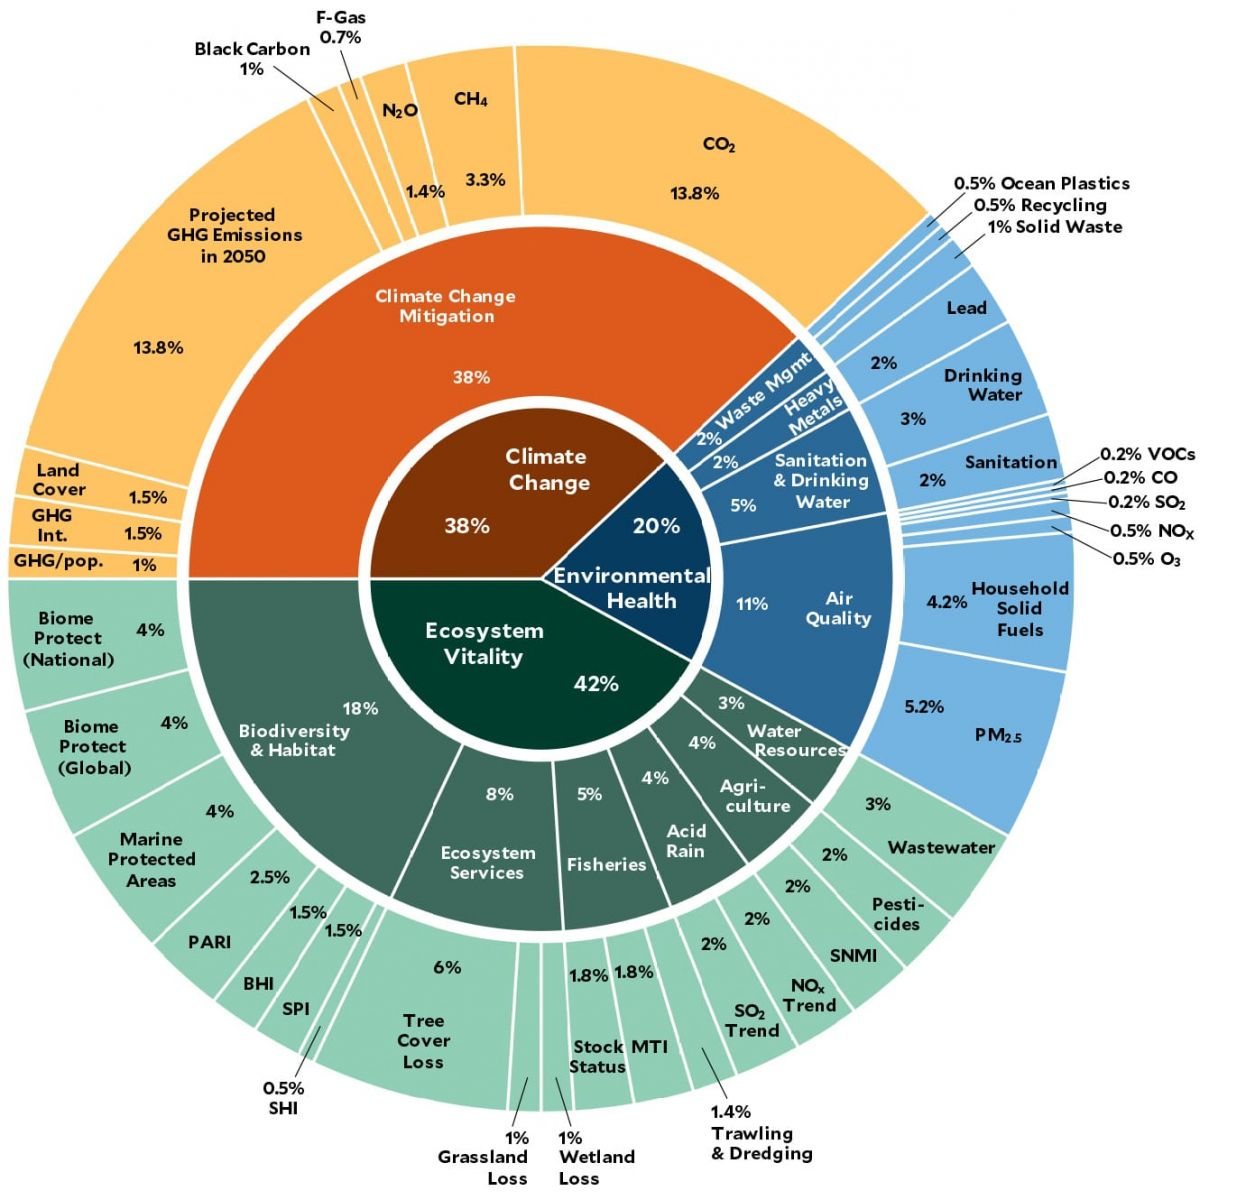 F-Gas
0.7%
Black Carbon
1%
N₂O
1.4%
CH₄
3.3%
CO₂
13.8%
Projected
GHG Emissions
in 2050
13.8%
Land
Cover
1.5%
GHG
Int.
1.5%
GHG/pop.
1%
Climate Change
Mitigation
38%
Climate
Change
38%
20%
Environmental
Health
Ecosystem
Vitality
42%
Waste Mgmt
2%
Heavy
Metals
2%
Sanitation
& Drinking
Water
5%
Air
Quality
11%
0.5% Ocean Plastics
0.5% Recycling
1% Solid Waste
Lead
2%
Drinking
Water
3%
Sanitation
2%
0.2% VOCs
0.2% CO
0.2% SO₂
0.5% NOₓ
0.5% O₃
4.2%
Household
Solid
Fuels
5.2%
PM₂.₅
3%
Water
Resources
4%
Agri-
culture
4%
Acid
Rain
5%
Fisheries
8%
Ecosystem
Services
18%
Biodiversity
& Habitat
3%
Wastewater
2%
Pesti-
cides
2%
SNMI
2%
NOₓ
Trend
2%
SO₂
Trend
1.4%
Trawling
& Dredging
1.8%
MTI
1.8%
Stock
Status
1%
Wetland
Loss
1%
Grassland
Loss
6%
Tree
Cover
Loss
0.5%
SHI
1.5%
SPI
1.5%
BHI
2.5%
PARI
4%
Marine
Protected
Areas
4%
Biome
Protect
(Global)
4%
Biome
Protect
(National)